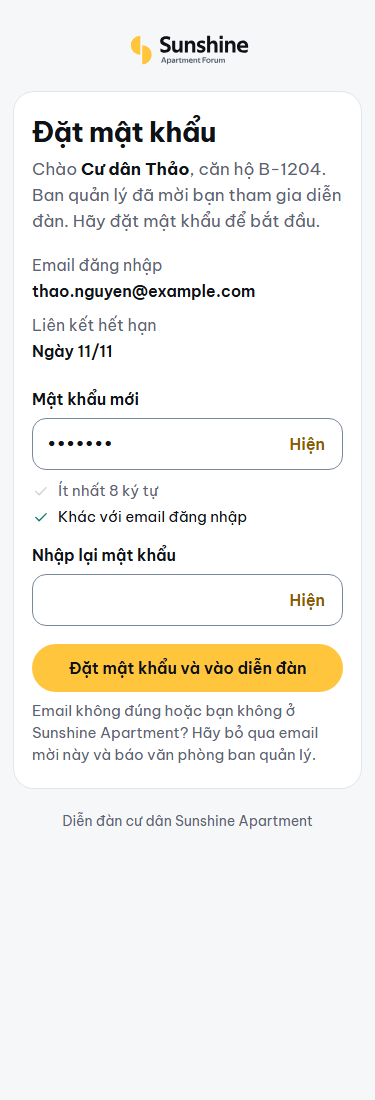 Sunshine
Apartment Forum
Đặt mật khẩu
Chào Cư dân Thảo, căn hộ B-1204.
Ban quản lý đã mời bạn tham gia diễn
đàn. Hãy đặt mật khẩu để bắt đầu.
Email đăng nhập
thao.nguyen@example.com
Liên kết hết hạn
Ngày 11/11
Mật khẩu mới
••••••• Hiện
Ít nhất 8 ký tự
Khác với email đăng nhập
Nhập lại mật khẩu
Hiện
Đặt mật khẩu và vào diễn đàn
Email không đúng hoặc bạn không ở
Sunshine Apartment? Hãy bỏ qua email
mời này và báo văn phòng ban quản lý.
Diễn đàn cư dân Sunshine Apartment